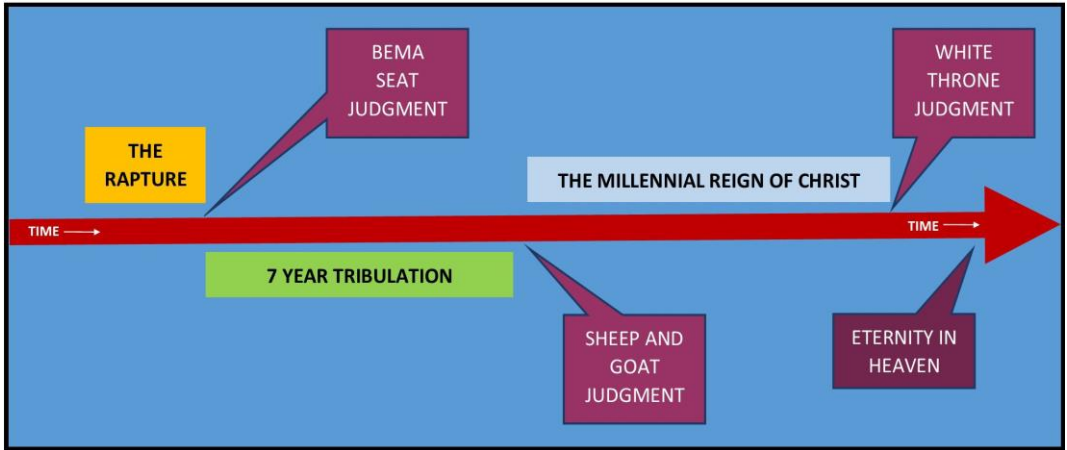 BEMA
SEAT
JUDGMENT
WHITE
THRONE
JUDGMENT
THE
RAPTURE
THE MILLENNIAL REIGN OF CHRIST
TIME
TIME
7 YEAR TRIBULATION
SHEEP AND
GOAT
JUDGMENT
ETERNITY IN
HEAVEN